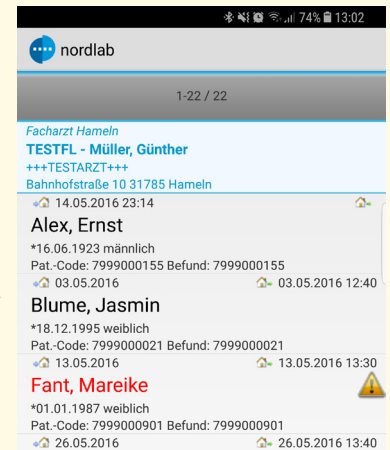 74% 13:02
nordlab
1-22 / 22
Facharzt Hameln
TESTFL - Müller, Günther
+++TESTARZT+++
Bahnhofstraße 10 31785 Hameln
14.05.2016 23:14
Alex, Ernst
*16.06.1923 männlich
Pat.-Code: 7999000155 Befund: 7999000155
03.05.2016 03.05.2016 12:40
Blume, Jasmin
*18.12.1995 weiblich
Pat.-Code: 7999000021 Befund: 7999000021
13.05.2016 13.05.2016 13:30
Fant, Mareike
*01.01.1987 weiblich
Pat.-Code: 7999000901 Befund: 7999000901
26.05.2016 26.05.2016 13:40